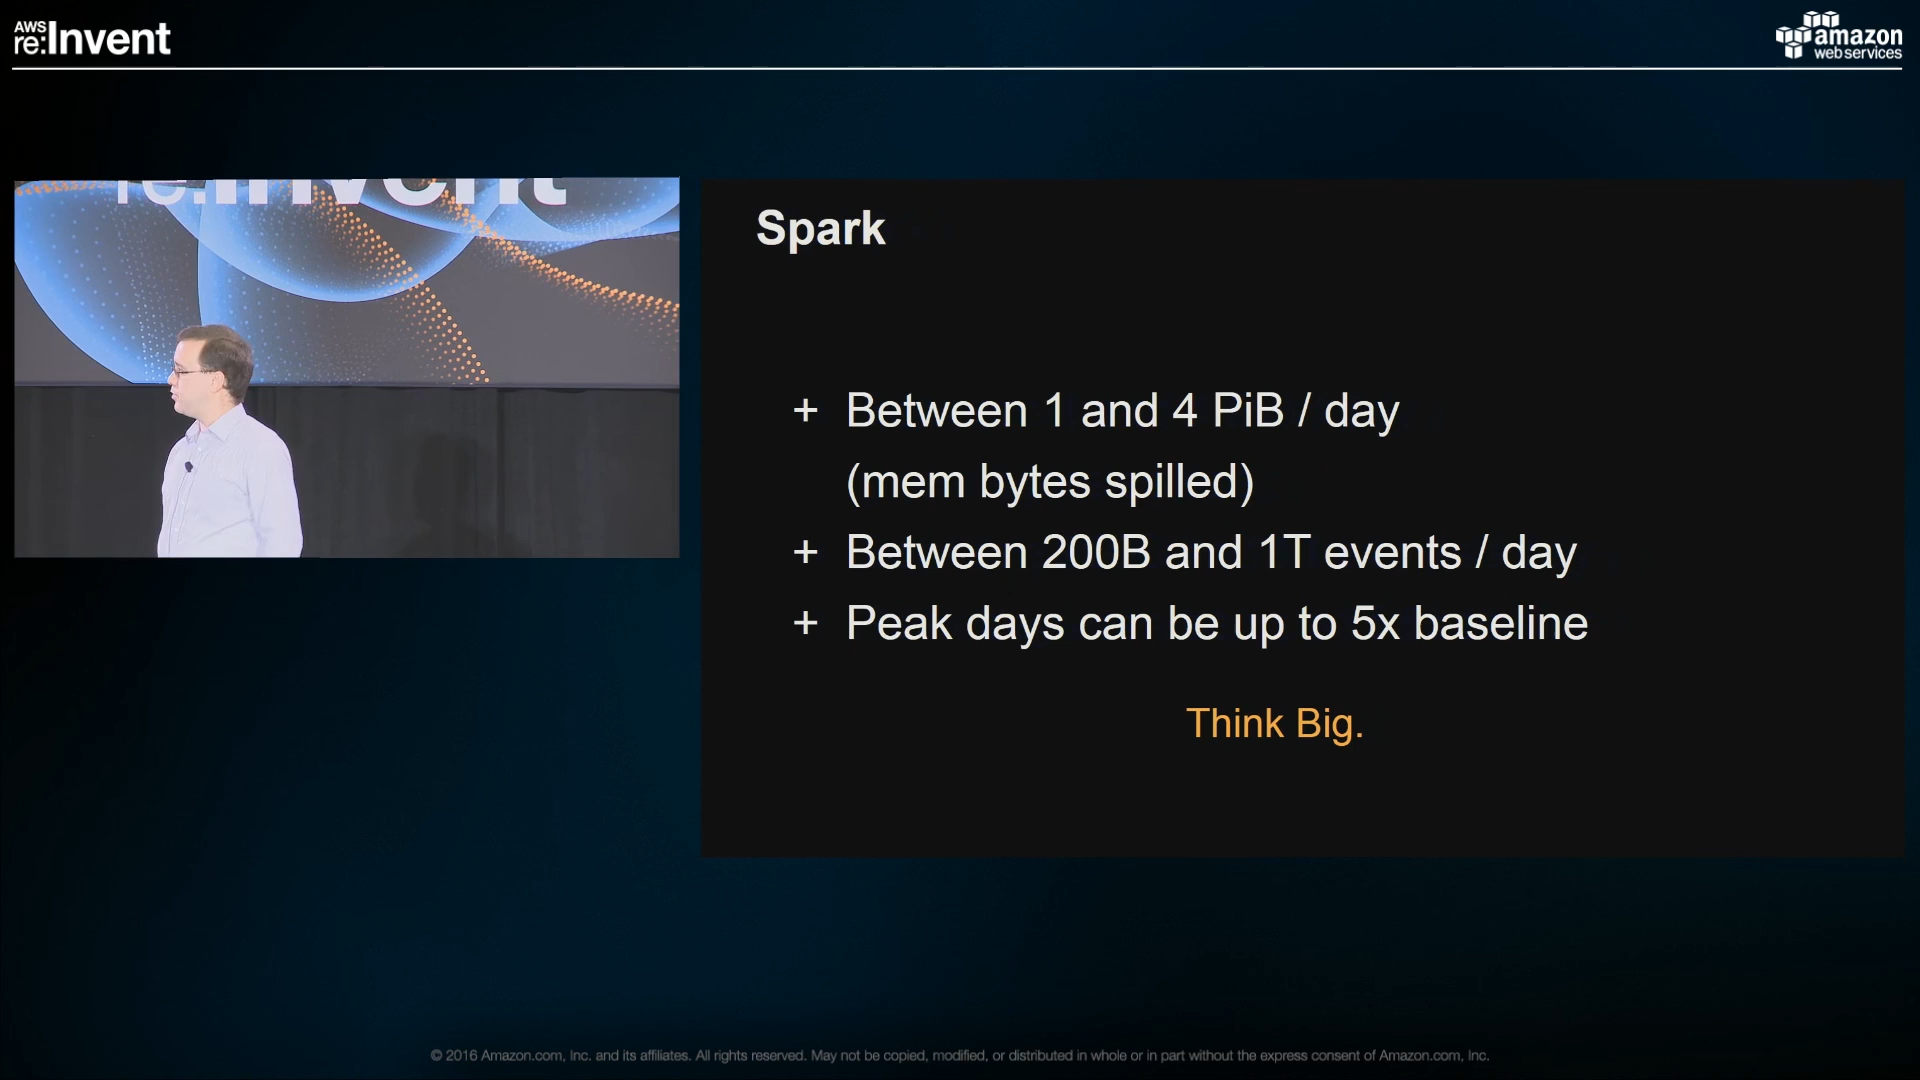 AWS
re:Invent
amazon
web services
re:Invent
Spark
+ Between 1 and 4 PiB / day
(mem bytes spilled)
+ Between 200B and 1T events / day
+ Peak days can be up to 5x baseline
Think Big.
© 2016 Amazon.com, Inc. and its affiliates. All rights reserved. May not be copied, modified, or distributed in whole or in part without the express consent of Amazon.com, Inc.